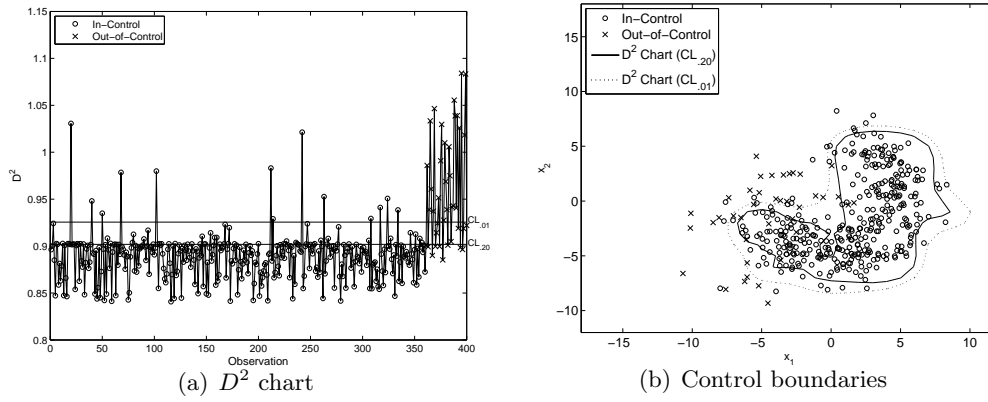 In-Control
Out-of-Control
1.15
1.1
1.05
1
0.95
0.9
0.85
0.8
D²
CL.01
CL.20
0 50 100 150 200 250 300 350 400
Observation
(a) D² chart
In-Control
Out-of-Control
D² Chart (CL.20)
D² Chart (CL.01)
15
10
5
0
−5
−10
x₂
−15 −10 −5 0 5 10
x₁
(b) Control boundaries